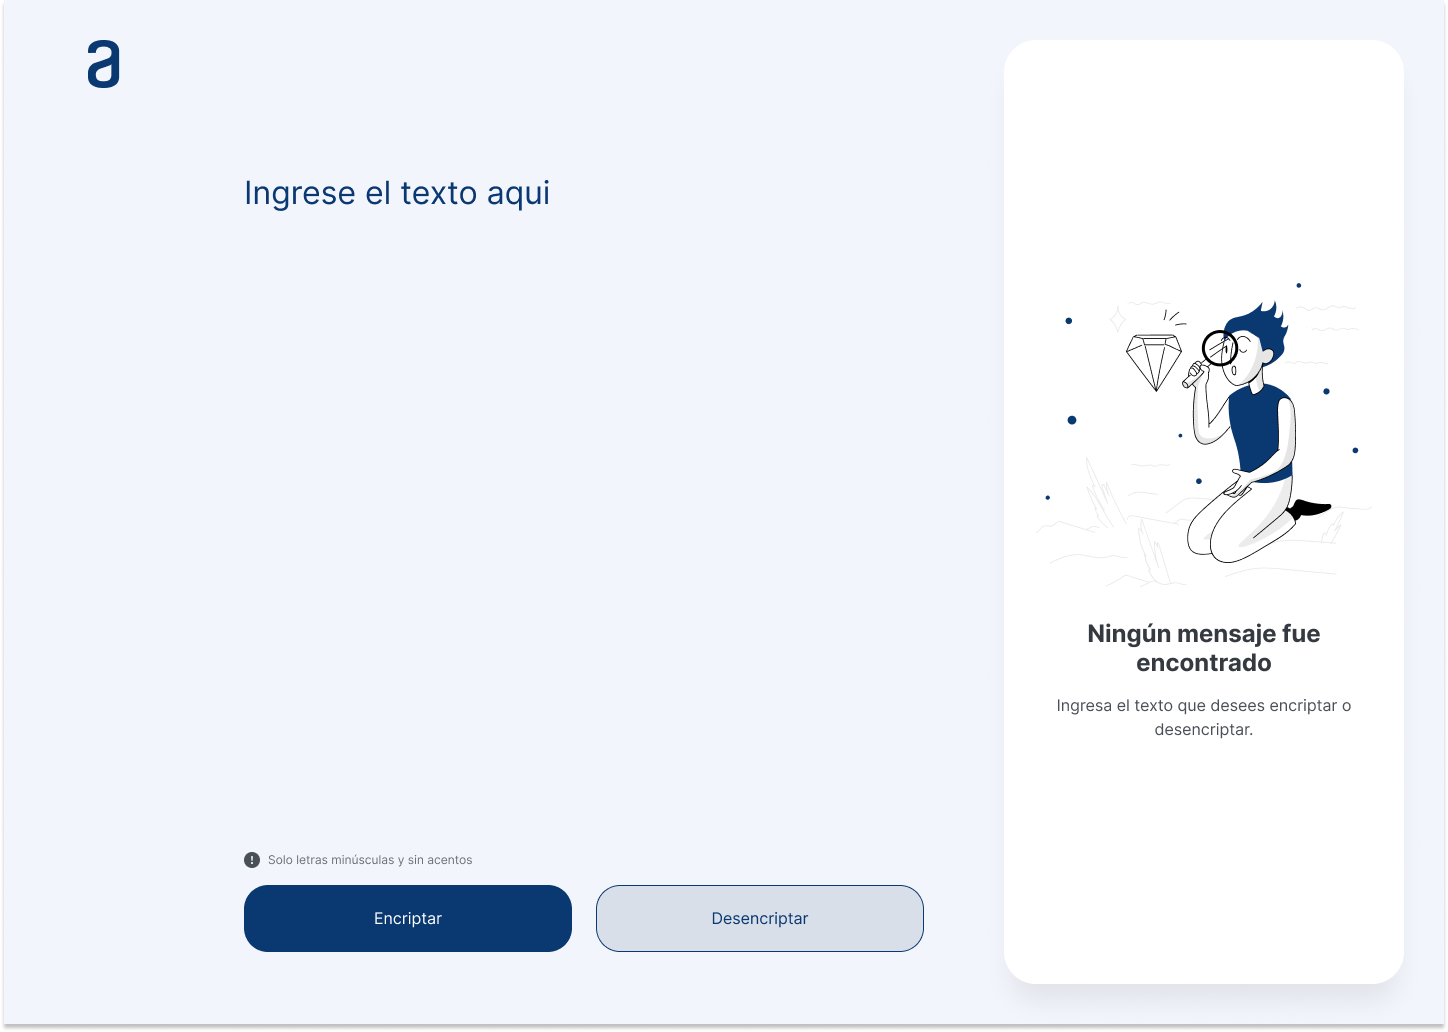 a
Ingrese el texto aqui
Ningún mensaje fue
encontrado
Ingresa el texto que desees encriptar o
desencriptar.
! Solo letras minúsculas y sin acentos
Encriptar
Desencriptar